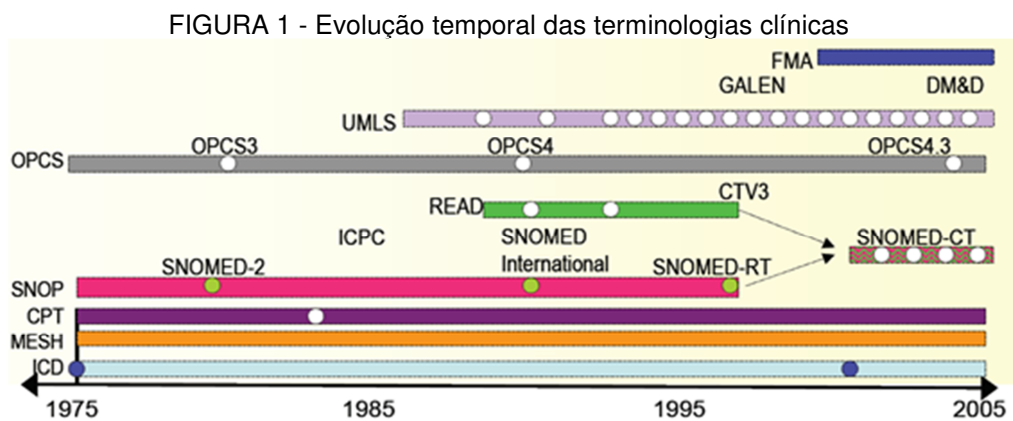 FIGURA 1 - Evolução temporal das terminologias clínicas
FMA
GALEN DM&D
UMLS
OPCS3 OPCS4 OPCS4.3
OPCS
CTV3
READ
ICPC SNOMED SNOMED-CT
International
SNOMED-2 SNOMED-RT
SNOP
CPT
MESH
ICD
1975 1985 1995 2005